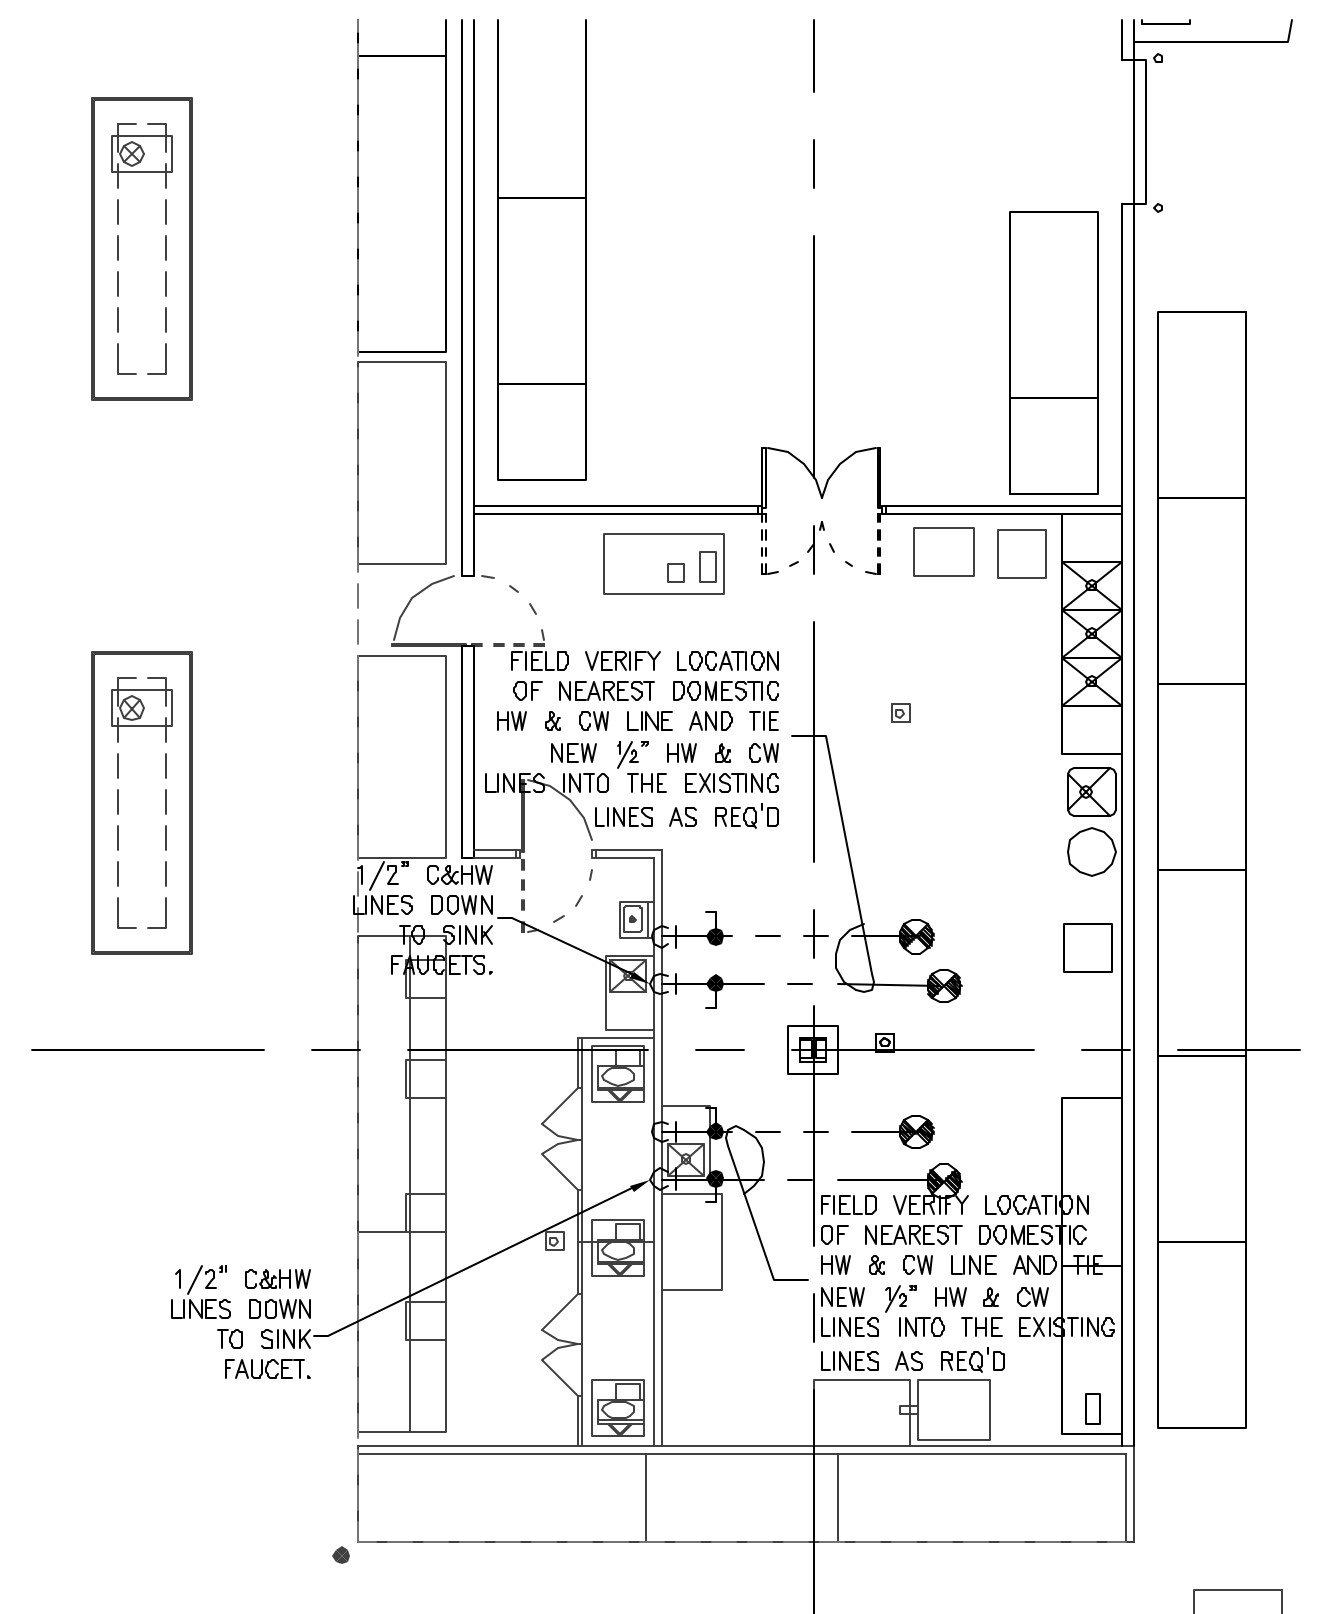 FIELD VERIFY LOCATION
OF NEAREST DOMESTIC
HW & CW LINE AND TIE
NEW ½" HW & CW
LINES INTO THE EXISTING
LINES AS REQ'D
1/2" C&HW
LINES DOWN
TO SINK
FAUCETS.
FIELD VERIFY LOCATION
OF NEAREST DOMESTIC
HW & CW LINE AND TIE
NEW ½" HW & CW
LINES INTO THE EXISTING
LINES AS REQ'D
1/2" C&HW
LINES DOWN
TO SINK
FAUCET.